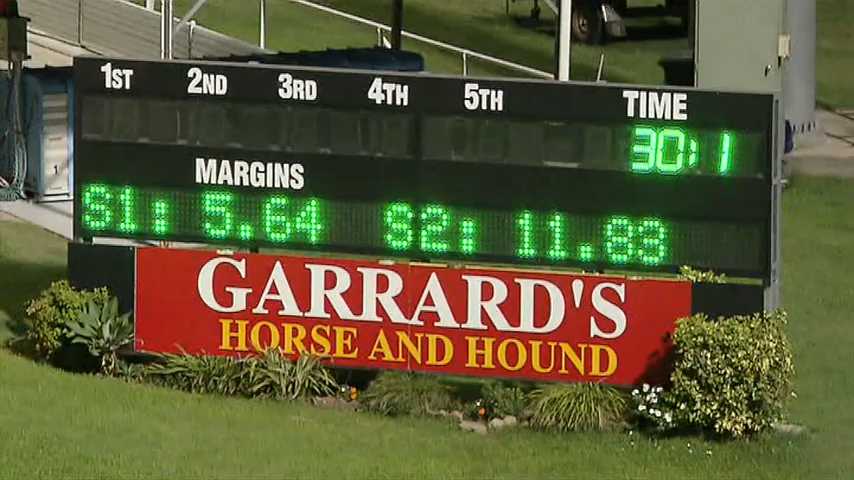 1ST 2ND 3RD 4TH 5TH TIME
30:1
MARGINS
S1: 5.64 S2: 11.83
GARRARD'S
HORSE AND HOUND